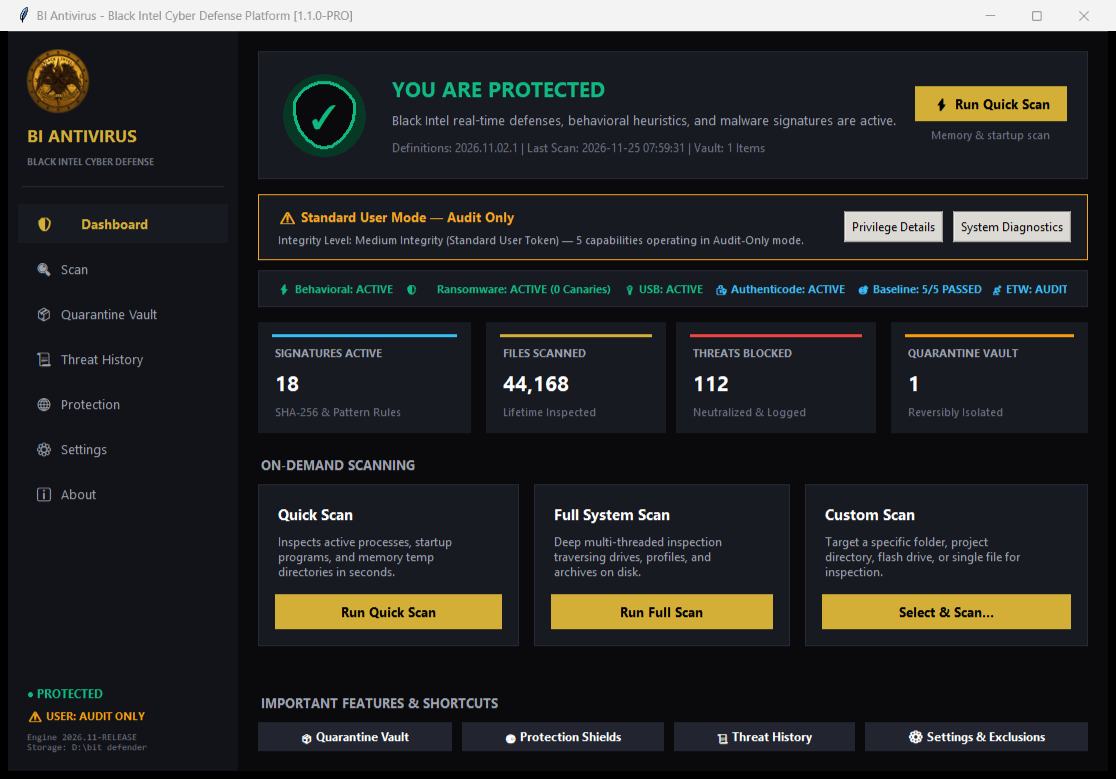 BI Antivirus - Black Intel Cyber Defense Platform [1.1.0-PRO]
BI ANTIVIRUS
BLACK INTEL CYBER DEFENSE
Dashboard
Scan
Quarantine Vault
Threat History
Protection
Settings
About
● PROTECTED
⚠ USER: AUDIT ONLY
Engine 2026.11-RELEASE
Storage: D:\bit defender
YOU ARE PROTECTED
Black Intel real-time defenses, behavioral heuristics, and malware signatures are active.
Definitions: 2026.11.02.1 | Last Scan: 2026-11-25 07:59:31 | Vault: 1 Items
Run Quick Scan
Memory & startup scan
⚠ Standard User Mode — Audit Only
Integrity Level: Medium Integrity (Standard User Token) — 5 capabilities operating in Audit-Only mode.
Privilege Details
System Diagnostics
Behavioral: ACTIVE Ransomware: ACTIVE (0 Canaries) USB: ACTIVE Authenticode: ACTIVE Baseline: 5/5 PASSED ETW: AUDIT
SIGNATURES ACTIVE
18
SHA-256 & Pattern Rules
FILES SCANNED
44,168
Lifetime Inspected
THREATS BLOCKED
112
Neutralized & Logged
QUARANTINE VAULT
1
Reversibly Isolated
ON-DEMAND SCANNING
Quick Scan
Inspects active processes, startup
programs, and memory temp
directories in seconds.
Run Quick Scan
Full System Scan
Deep multi-threaded inspection
traversing drives, profiles, and
archives on disk.
Run Full Scan
Custom Scan
Target a specific folder, project
directory, flash drive, or single file for
inspection.
Select & Scan...
IMPORTANT FEATURES & SHORTCUTS
Quarantine Vault
Protection Shields
Threat History
Settings & Exclusions